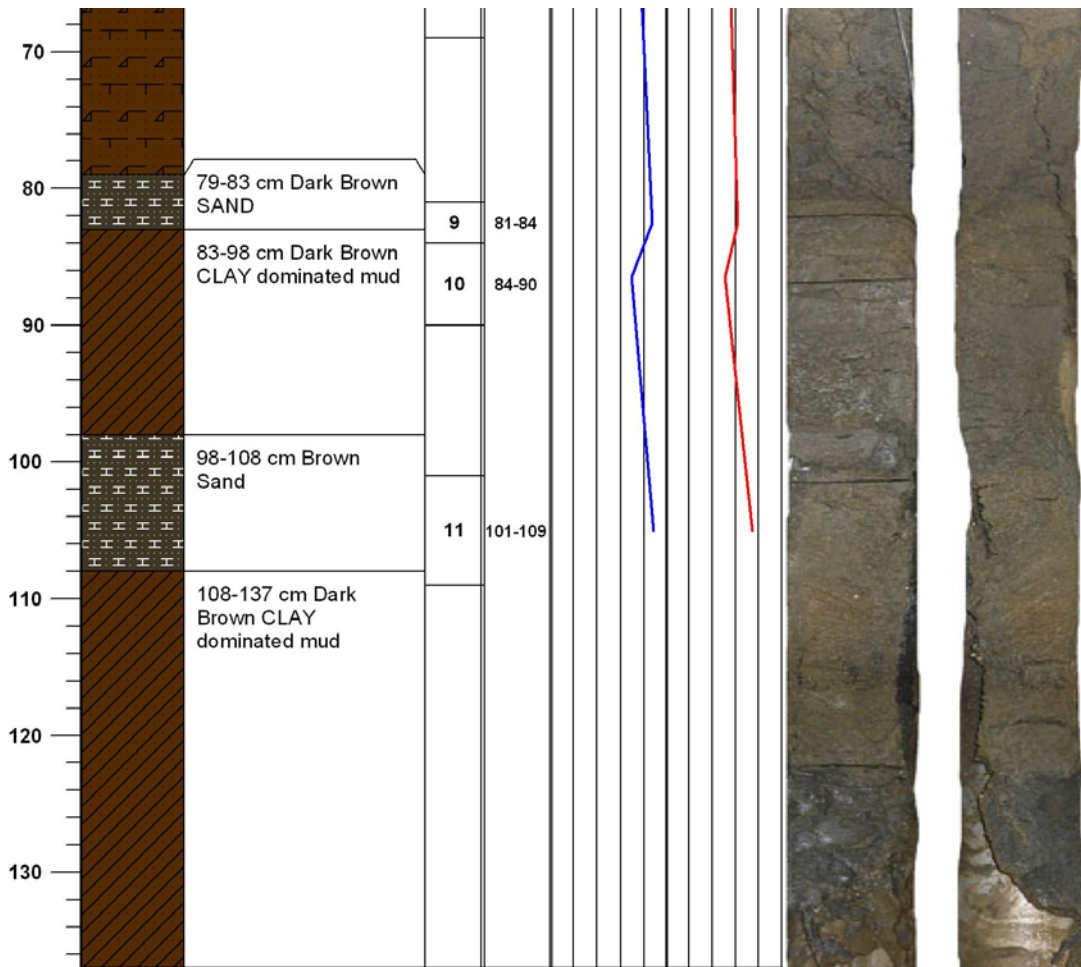 70
80
79-83 cm Dark Brown
SAND
9 81-84
83-98 cm Dark Brown
CLAY dominated mud
10 84-90
90
98-108 cm Brown
Sand
100
11 101-109
108-137 cm Dark
Brown CLAY
dominated mud
110
120
130